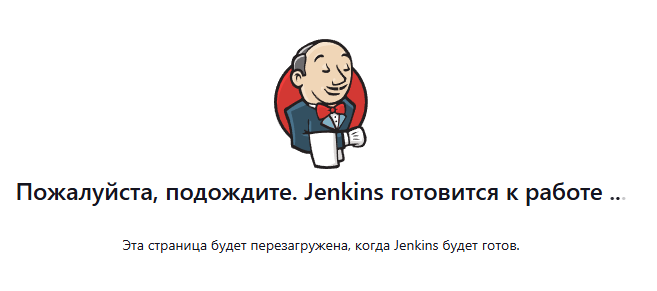 Пожалуйста, подождите. Jenkins готовится к работе ...
Эта страница будет перезагружена, когда Jenkins будет готов.